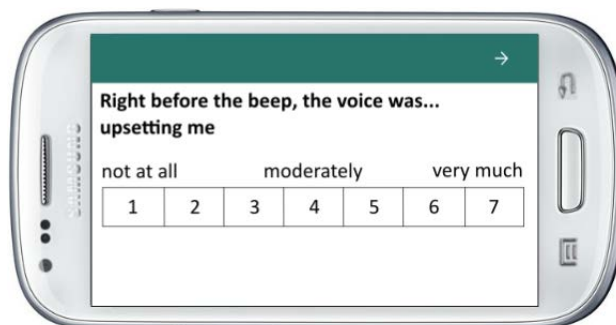 Right before the beep, the voice was...
upsetting me
not at all moderately very much
1 2 3 4 5 6 7
SAMSUNG